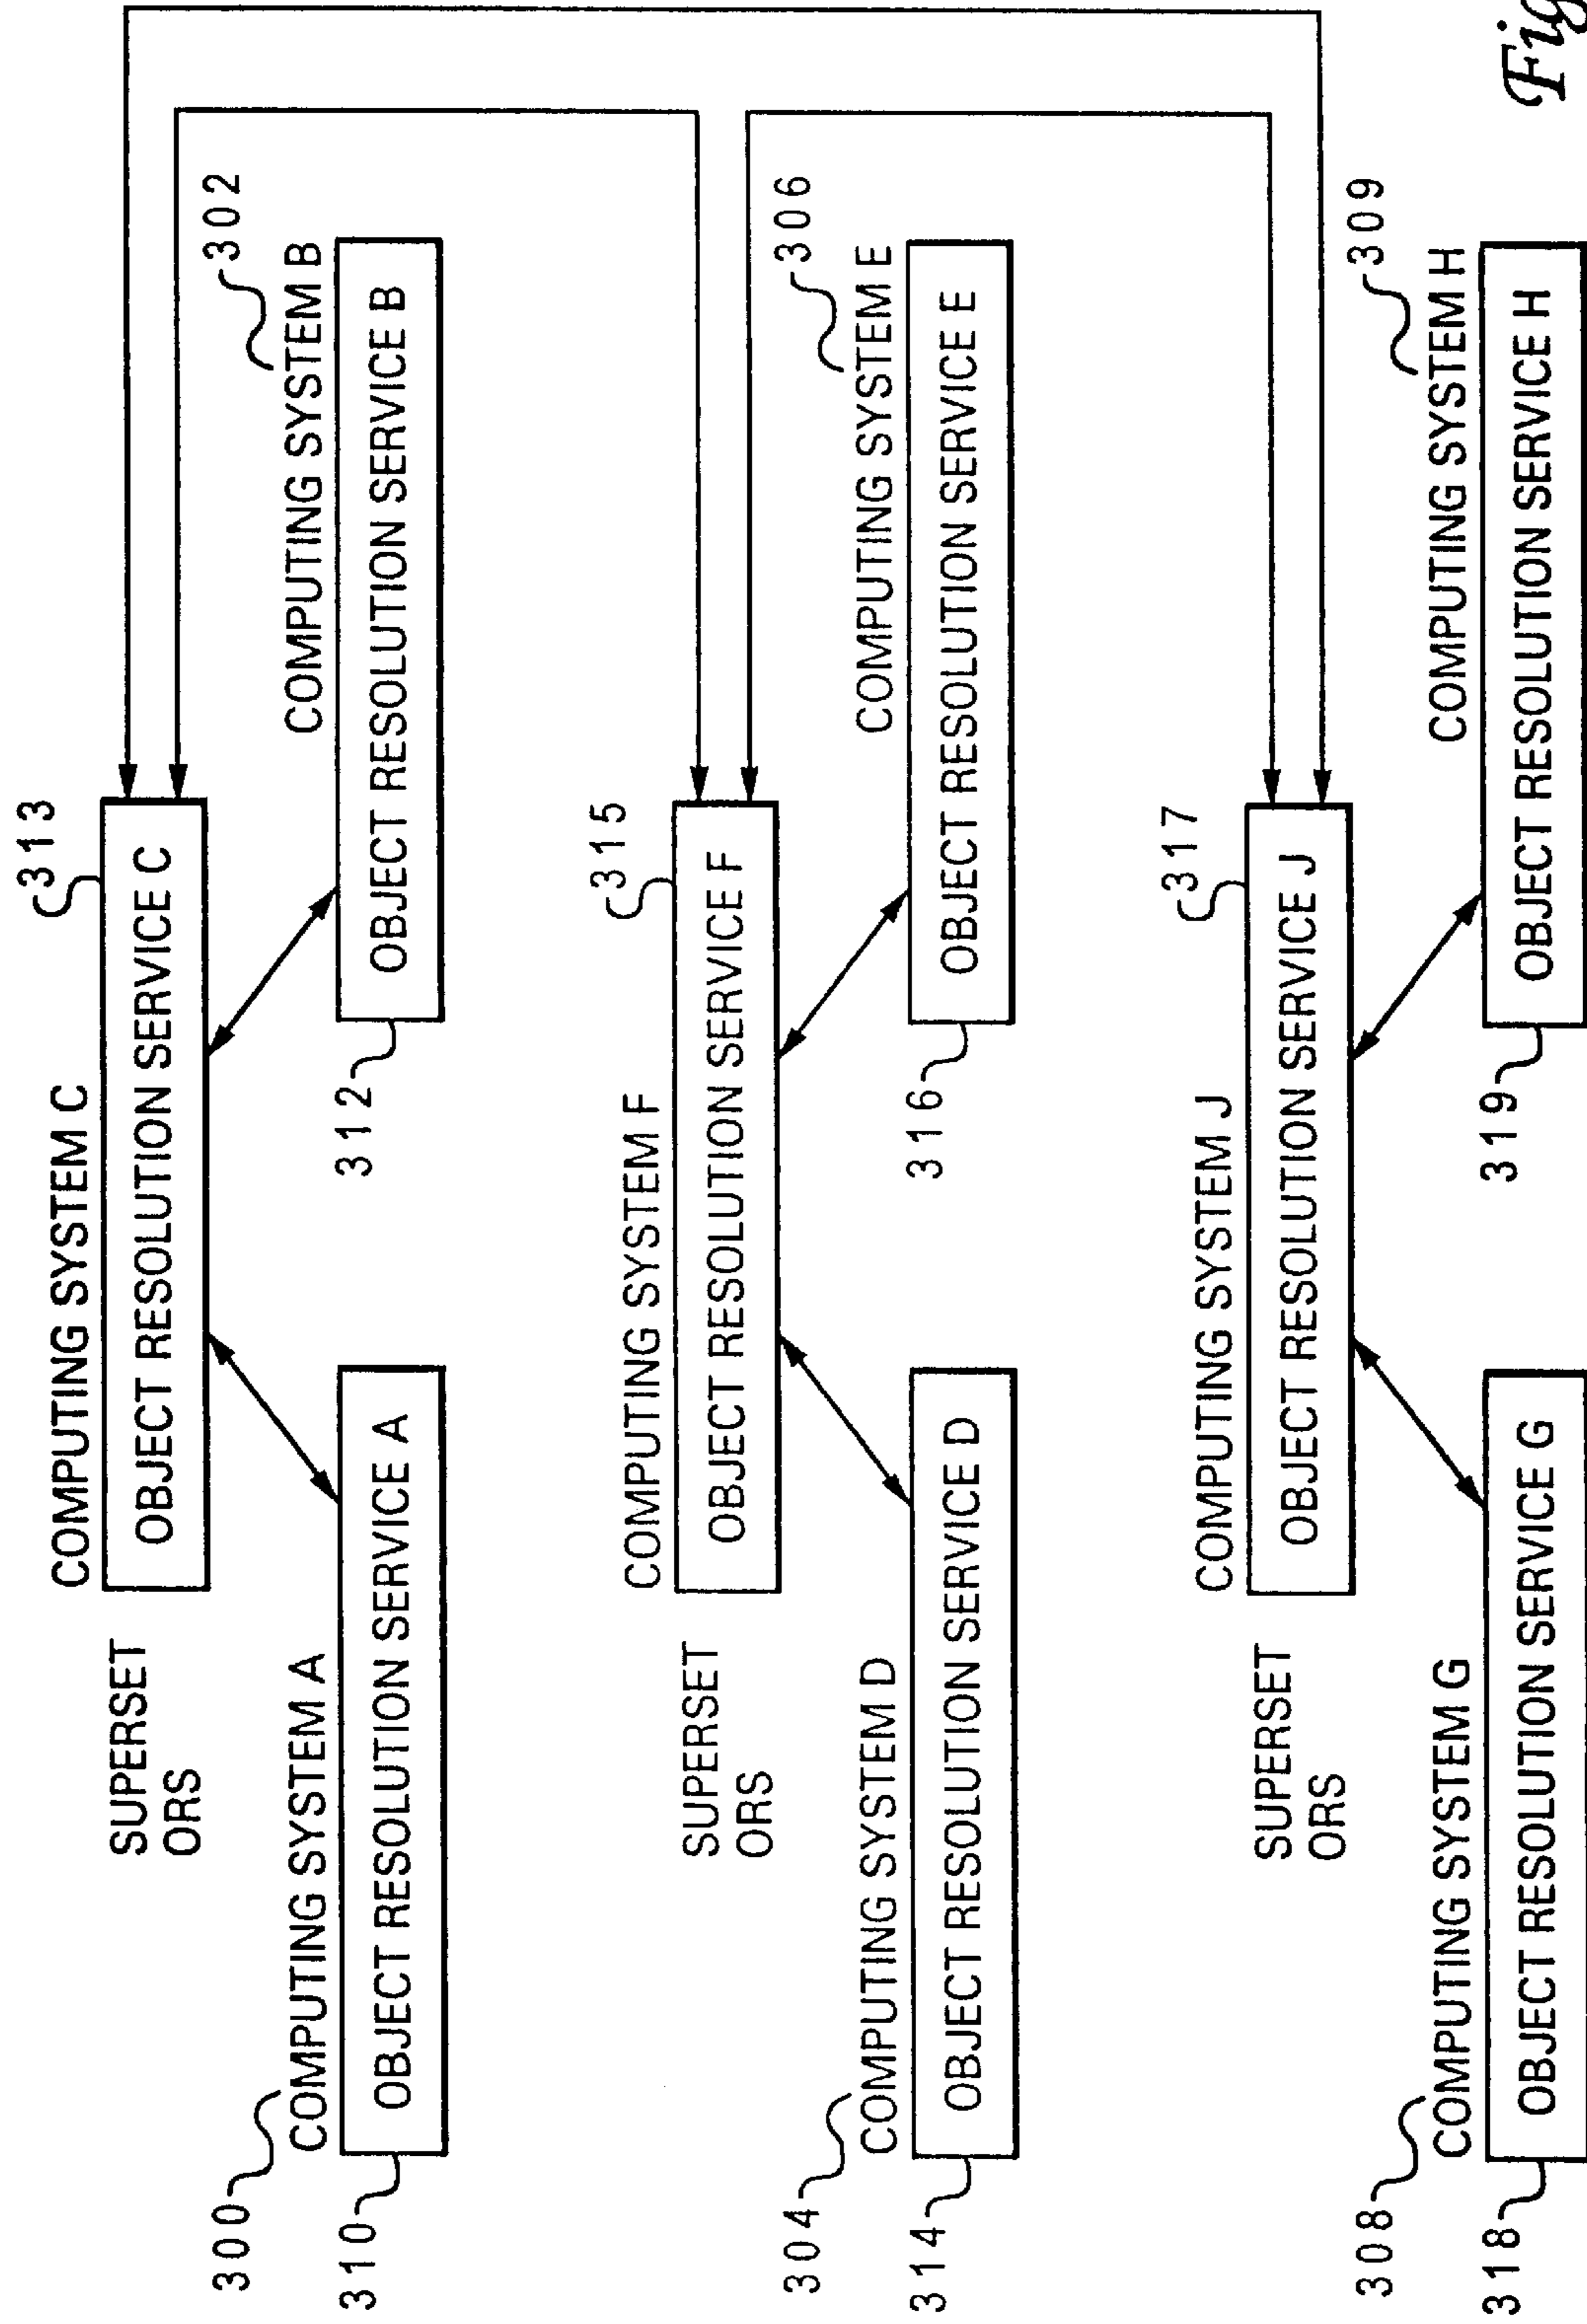 313
COMPUTING SYSTEM C
SUPERSET
ORS
OBJECT RESOLUTION SERVICE C
300
COMPUTING SYSTEM A
302
COMPUTING SYSTEM B
310
OBJECT RESOLUTION SERVICE A
312
OBJECT RESOLUTION SERVICE B
315
COMPUTING SYSTEM F
SUPERSET
ORS
OBJECT RESOLUTION SERVICE F
304
COMPUTING SYSTEM D
306
COMPUTING SYSTEM E
314
OBJECT RESOLUTION SERVICE D
316
OBJECT RESOLUTION SERVICE E
317
COMPUTING SYSTEM J
SUPERSET
ORS
OBJECT RESOLUTION SERVICE J
308
COMPUTING SYSTEM G
309
COMPUTING SYSTEM H
318
OBJECT RESOLUTION SERVICE G
319
OBJECT RESOLUTION SERVICE H